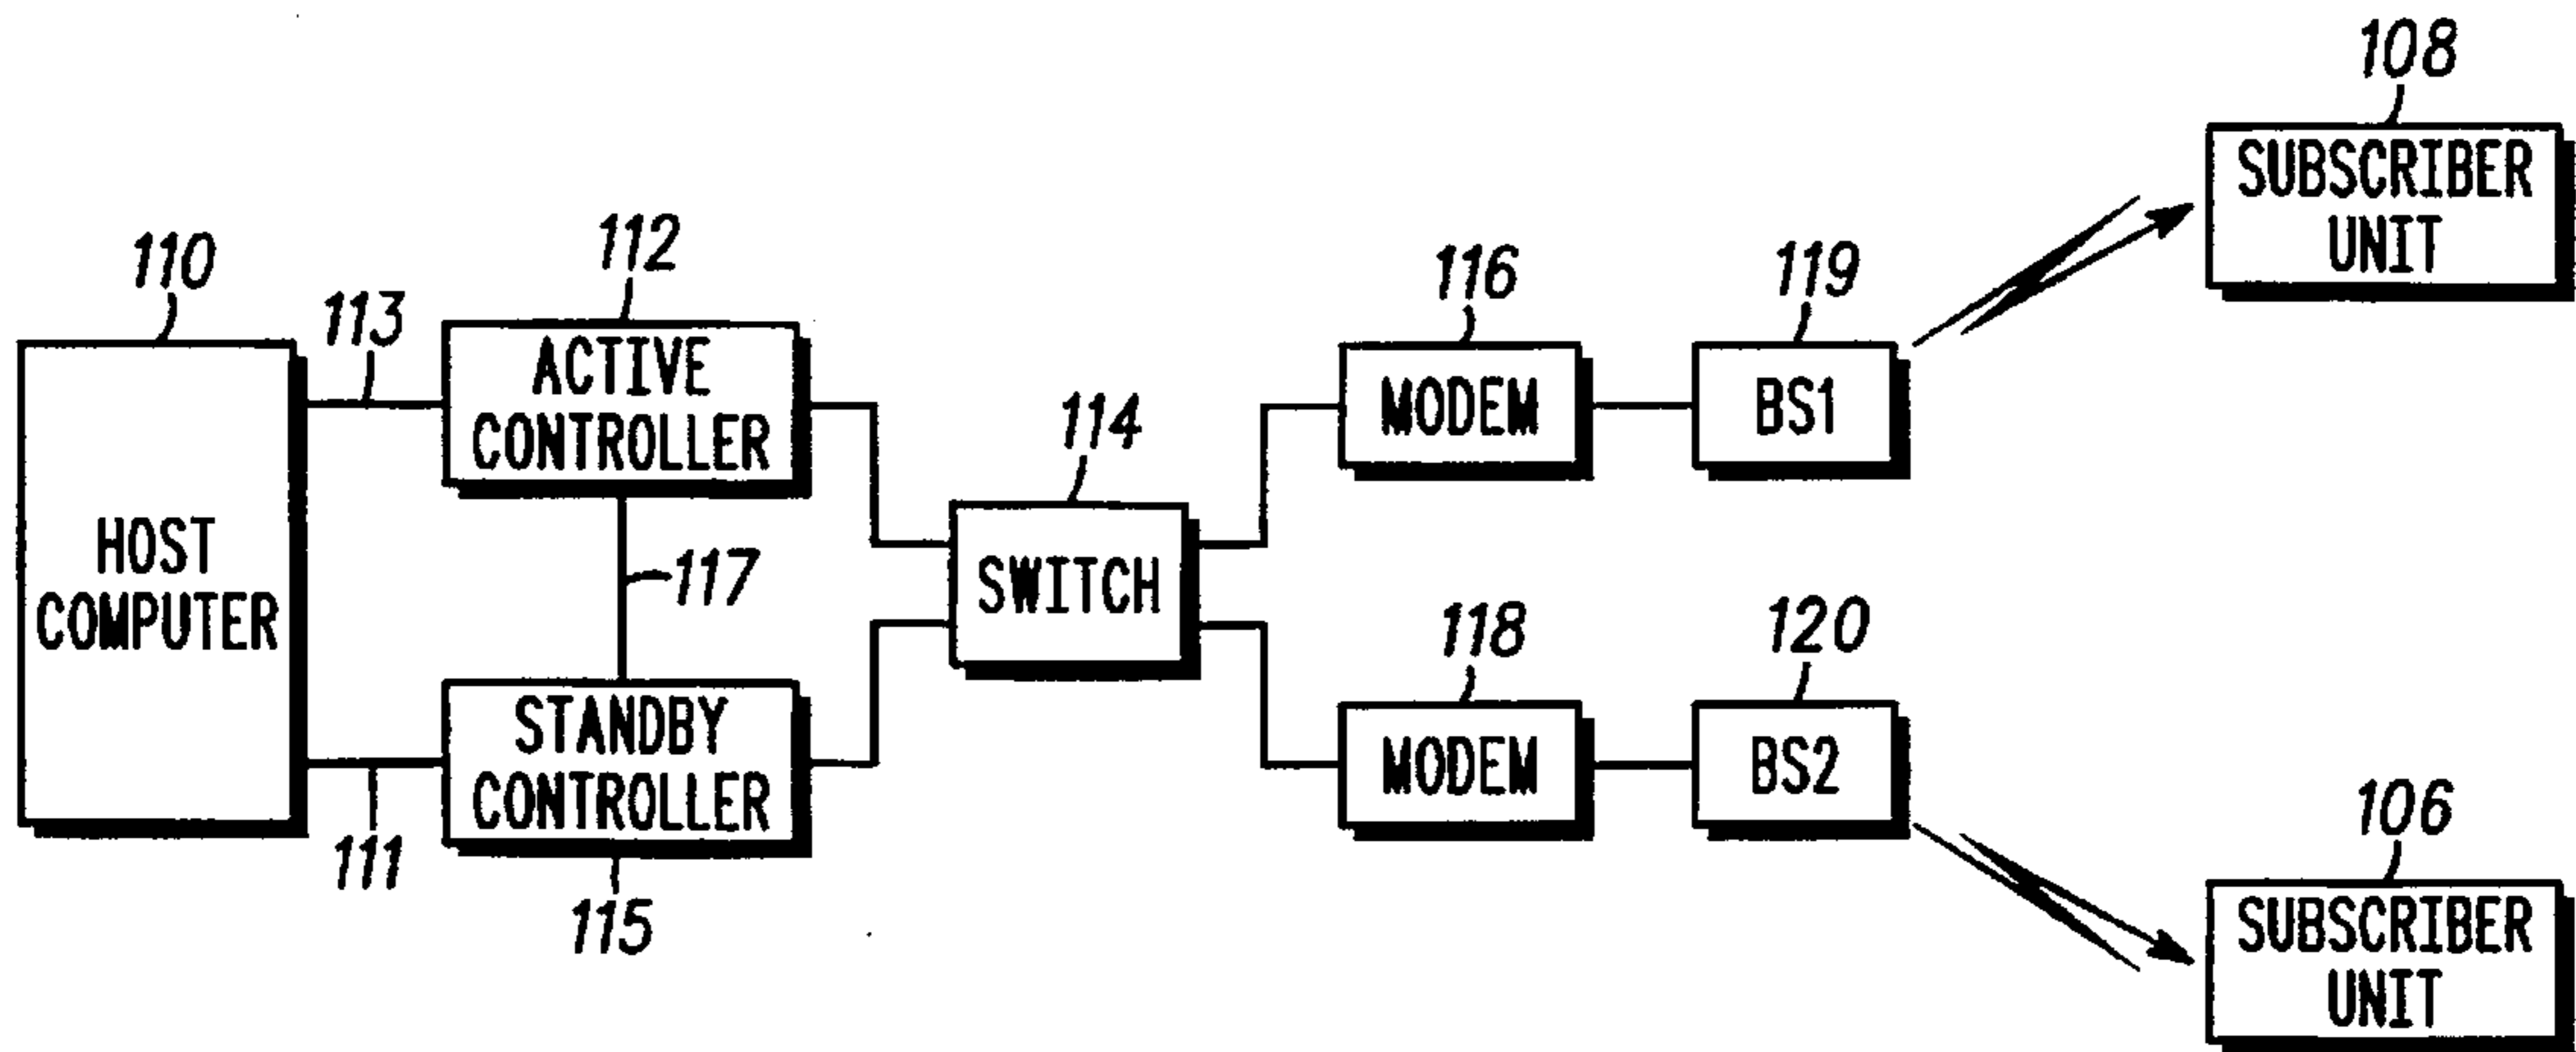 108
SUBSCRIBER
UNIT
110
113
112
ACTIVE
CONTROLLER
116
MODEM
119
BS1
114
SWITCH
HOST
COMPUTER
117
111
STANDBY
CONTROLLER
115
118
MODEM
120
BS2
106
SUBSCRIBER
UNIT